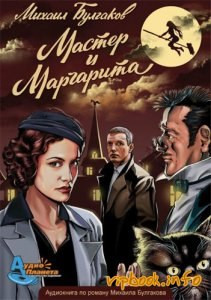 Михаил Булгаков
Мастер
и
Маргарита
Аудио
Планета
vipbook.info
Аудиокнига по роману Михаила Булгакова